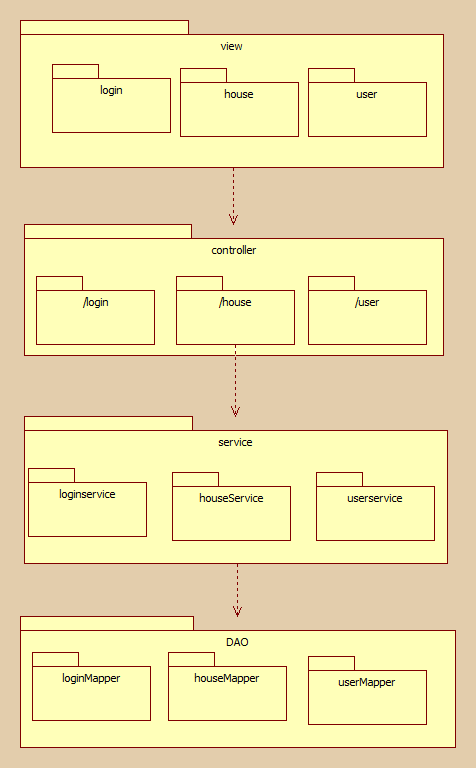 view
login
house
user
controller
/login
/house
/user
service
loginservice
houseService
userservice
DAO
loginMapper
houseMapper
userMapper